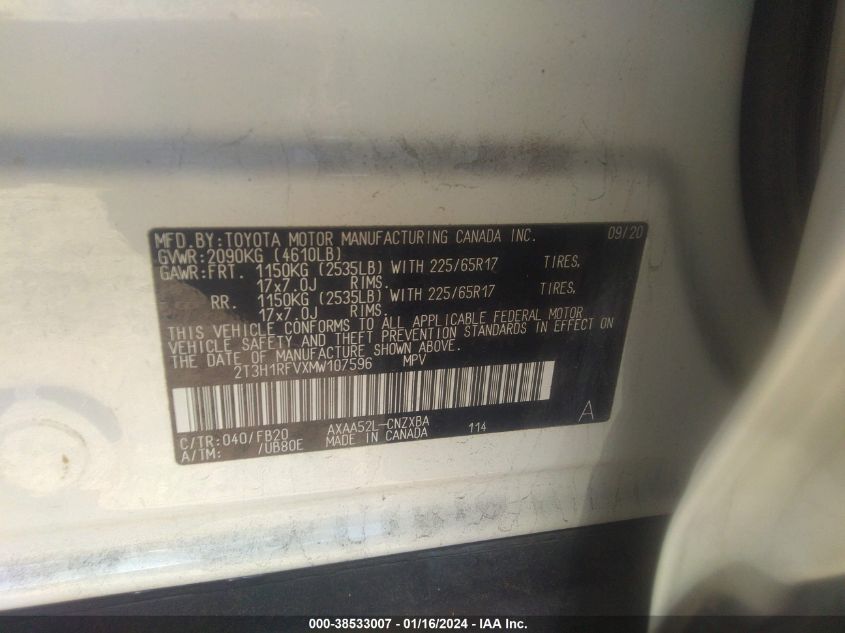 MFD. BY: TOYOTA MOTOR MANUFACTURING CANADA INC. 09/20
GVWR: 2090KG (4610LB)
GAWR: FRT. 1150KG (2535LB) WITH 225/65R17 TIRES,
17x7.0J RIMS.
RR. 1150KG (2535LB) WITH 225/65R17 TIRES,
17x7.0J RIMS.
THIS VEHICLE CONFORMS TO ALL APPLICABLE FEDERAL MOTOR
VEHICLE SAFETY AND THEFT PREVENTION STANDARDS IN EFFECT ON
THE DATE OF MANUFACTURE SHOWN ABOVE.
2T3H1RFVXMW107596 MPV
C/TR: 040/FB20 AXAA52L-CNZXBA 114 A
A/TM: /UB80E MADE IN CANADA
000-38533007 - 01/16/2024 - IAA Inc.